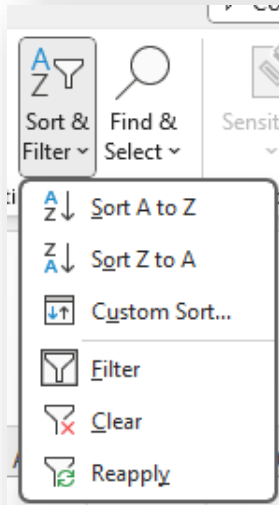 Sort & Filter
Find & Select
Sort A to Z
Sort Z to A
Custom Sort...
Filter
Clear
Reapply